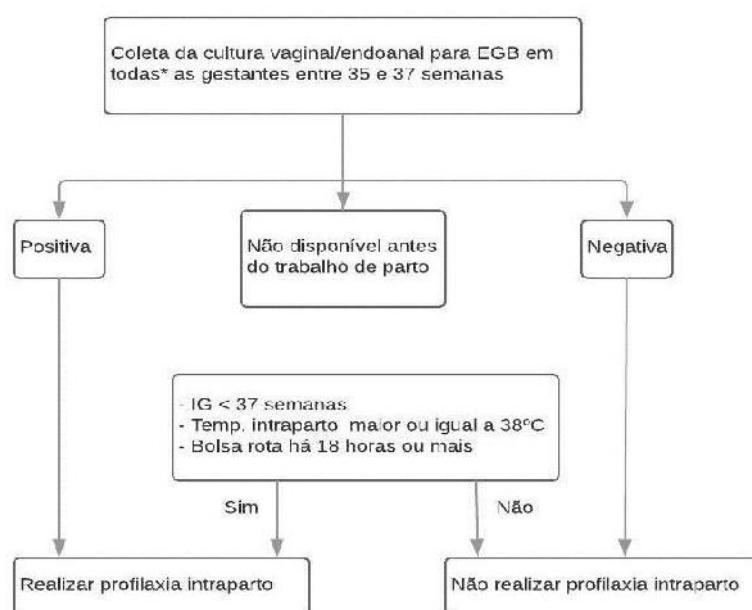 Coleta da cultura vaginal/endoanal para EGB em
todas* as gestantes entre 35 e 37 semanas
Positiva
Não disponível antes
do trabalho de parto
Negativa
- IG < 37 semanas
- Temp. intraparto maior ou igual a 38ºC
- Bolsa rota há 18 horas ou mais
Sim
Não
Realizar profilaxia intraparto
Não realizar profilaxia intraparto